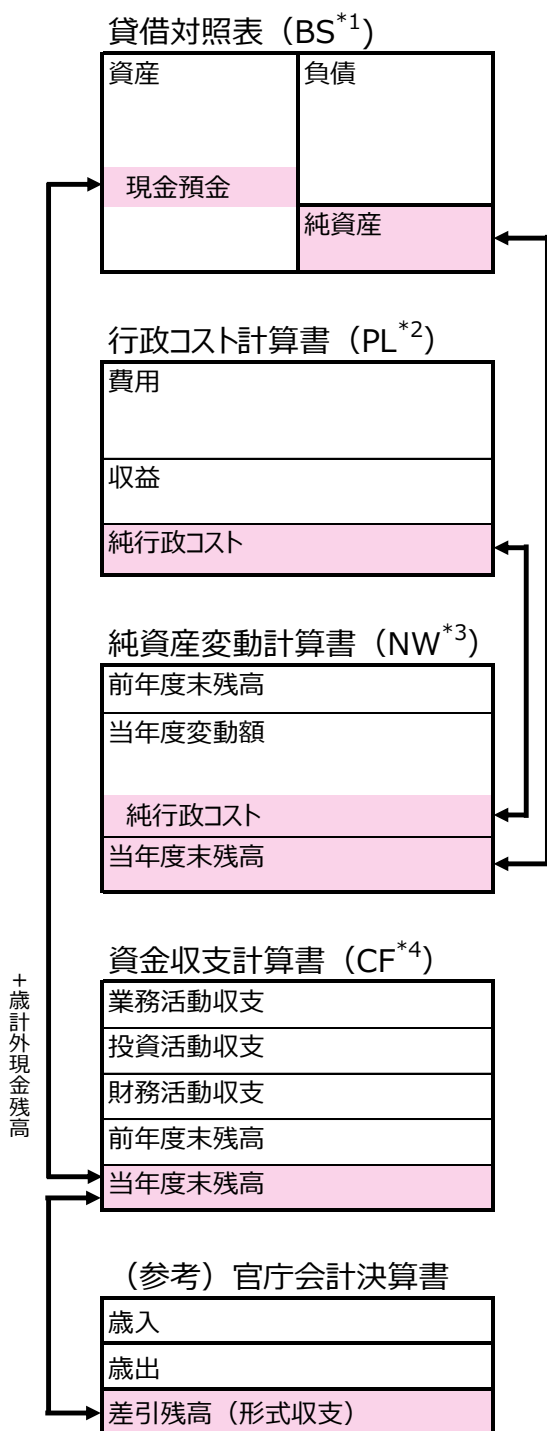 貸借対照表（BS*1)
資産
負債
現金預金
純資産
行政コスト計算書（PL*2）
費用
収益
純行政コスト
純資産変動計算書（NW*3）
前年度末残高
当年度変動額
純行政コスト
当年度末残高
資金収支計算書（CF*4）
業務活動収支
投資活動収支
財務活動収支
前年度末残高
当年度末残高
＋歳計外現金残高
（参考）官庁会計決算書
歳入
歳出
差引残高（形式収支）